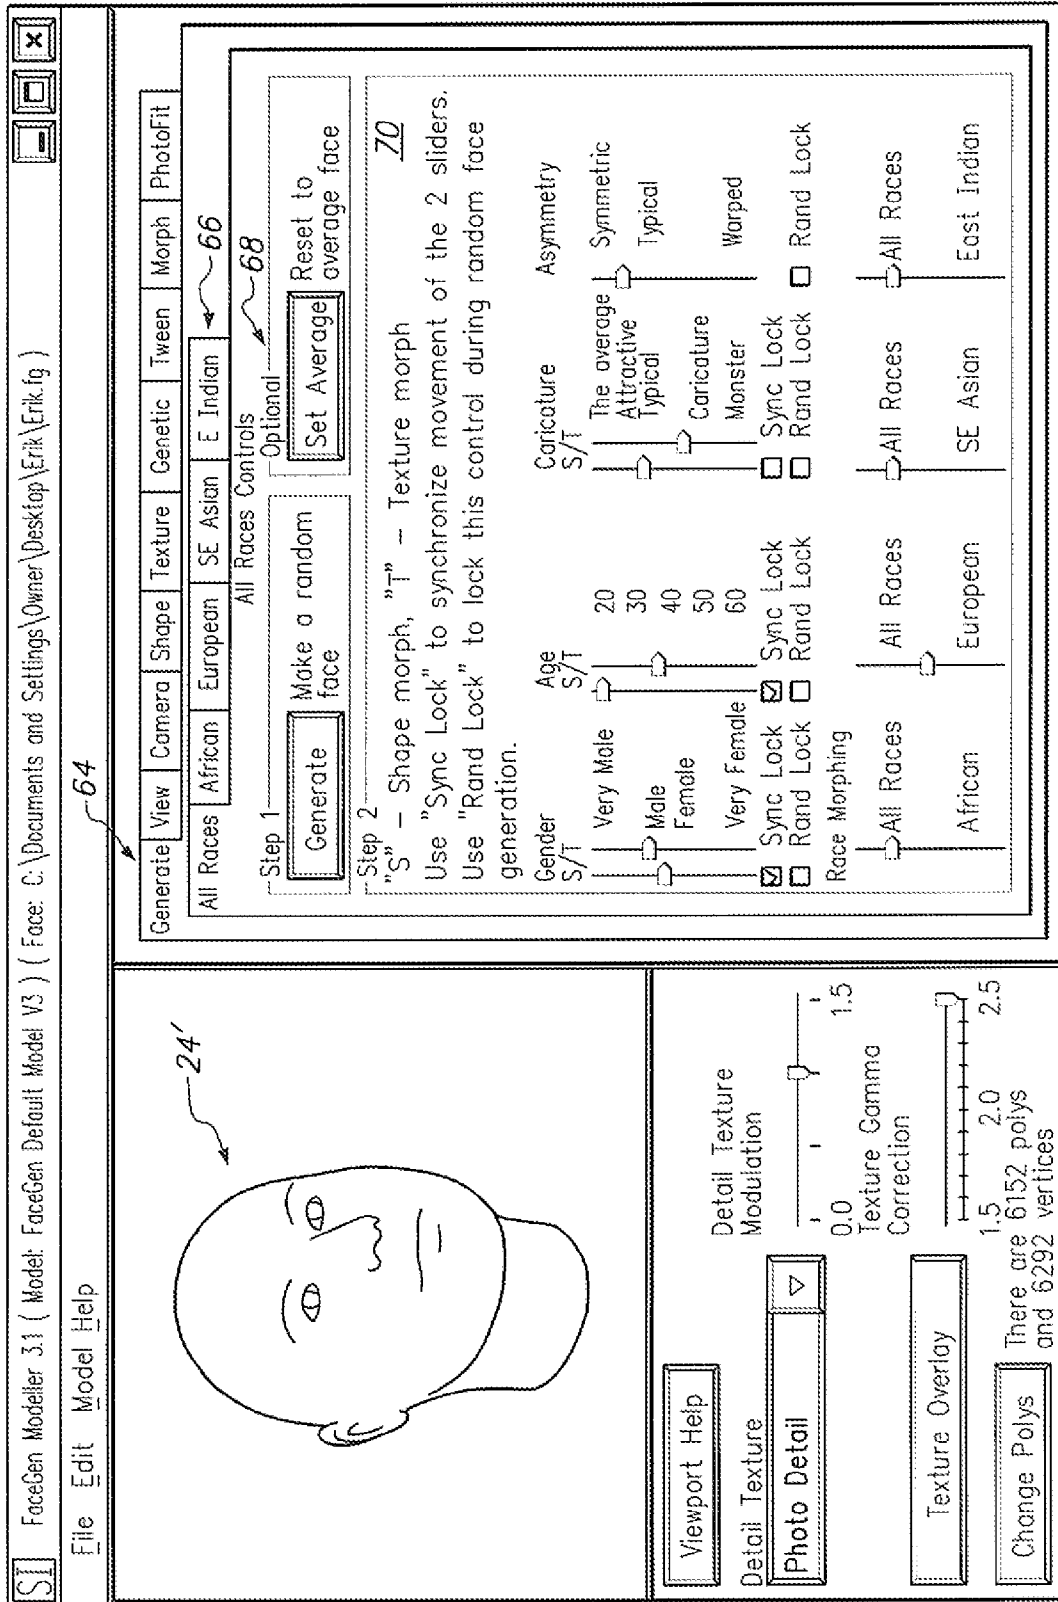 SI FaceGen Modeller 3.1 ( Model: FaceGen Default Model V3 ) ( Face: C:\Documents and Settings\Owner\Desktop\Erik\Erik.fg )
File Edit Model Help
64
24'
Generate View Camera Shape Texture Genetic Tween Morph PhotoFit
All Races African European SE Asian E Indian
66
All Races Controls
68
Step 1
Generate
Make a random
face
Optional
Set Average
Reset to
average face
Step 2
70
"S" – Shape morph, "T" – Texture morph
Use "Sync Lock" to synchronize movement of the 2 sliders.
Use "Rand Lock" to lock this control during random face
generation.
Gender
S/T
Very Male
Male
Female
Very Female
Sync Lock
Rand Lock
Age
S/T
20
30
40
50
60
Sync Lock
Rand Lock
Caricature
S/T
The average
Attractive
Typical
Caricature
Monster
Sync Lock
Rand Lock
Asymmetry
Symmetric
Typical
Warped
Rand Lock
Race Morphing
All Races
African
All Races
European
All Races
SE Asian
All Races
East Indian
Viewport Help
Detail Texture
Photo Detail
Detail Texture
Modulation
0.0 1.5
Texture Overlay
Texture Gamma
Correction
1.5 2.0 2.5
Change Polys
There are 6152 polys
and 6292 vertices